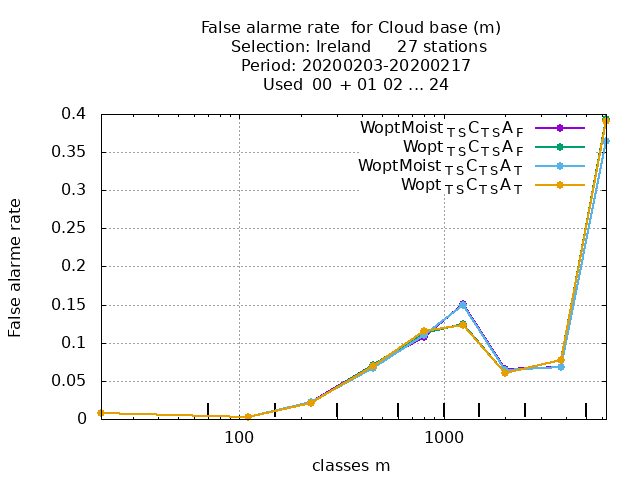 False alarme rate  for Cloud base (m)
Selection: Ireland     27 stations
Period: 20200203-20200217
Used  00 + 01 02 ... 24
WoptMoist TS C TS A F
Wopt TS C TS A F
WoptMoist TS C TS A T
Wopt TS C TS A T
False alarme rate
0.4
0.35
0.3
0.25
0.2
0.15
0.1
0.05
0
100
1000
classes m